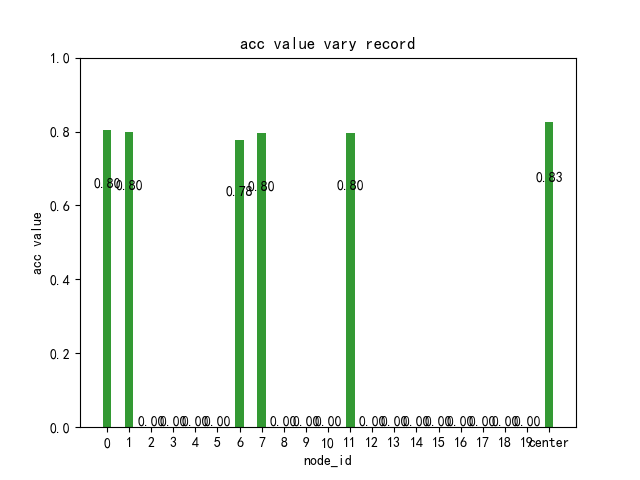 acc value vary record
1.0
0.8
0.6
0.4
0.2
0.0
acc value
0.80 0.80 0.78 0.80 0.80 0.83
0.00 0.00 0.00 0.00 0.00 0.00 0.00 0.00 0.00 0.00 0.00 0.00 0.00 0.00 0.00
0 1 2 3 4 5 6 7 8 9 10 11 12 13 14 15 16 17 18 19 center
node_id